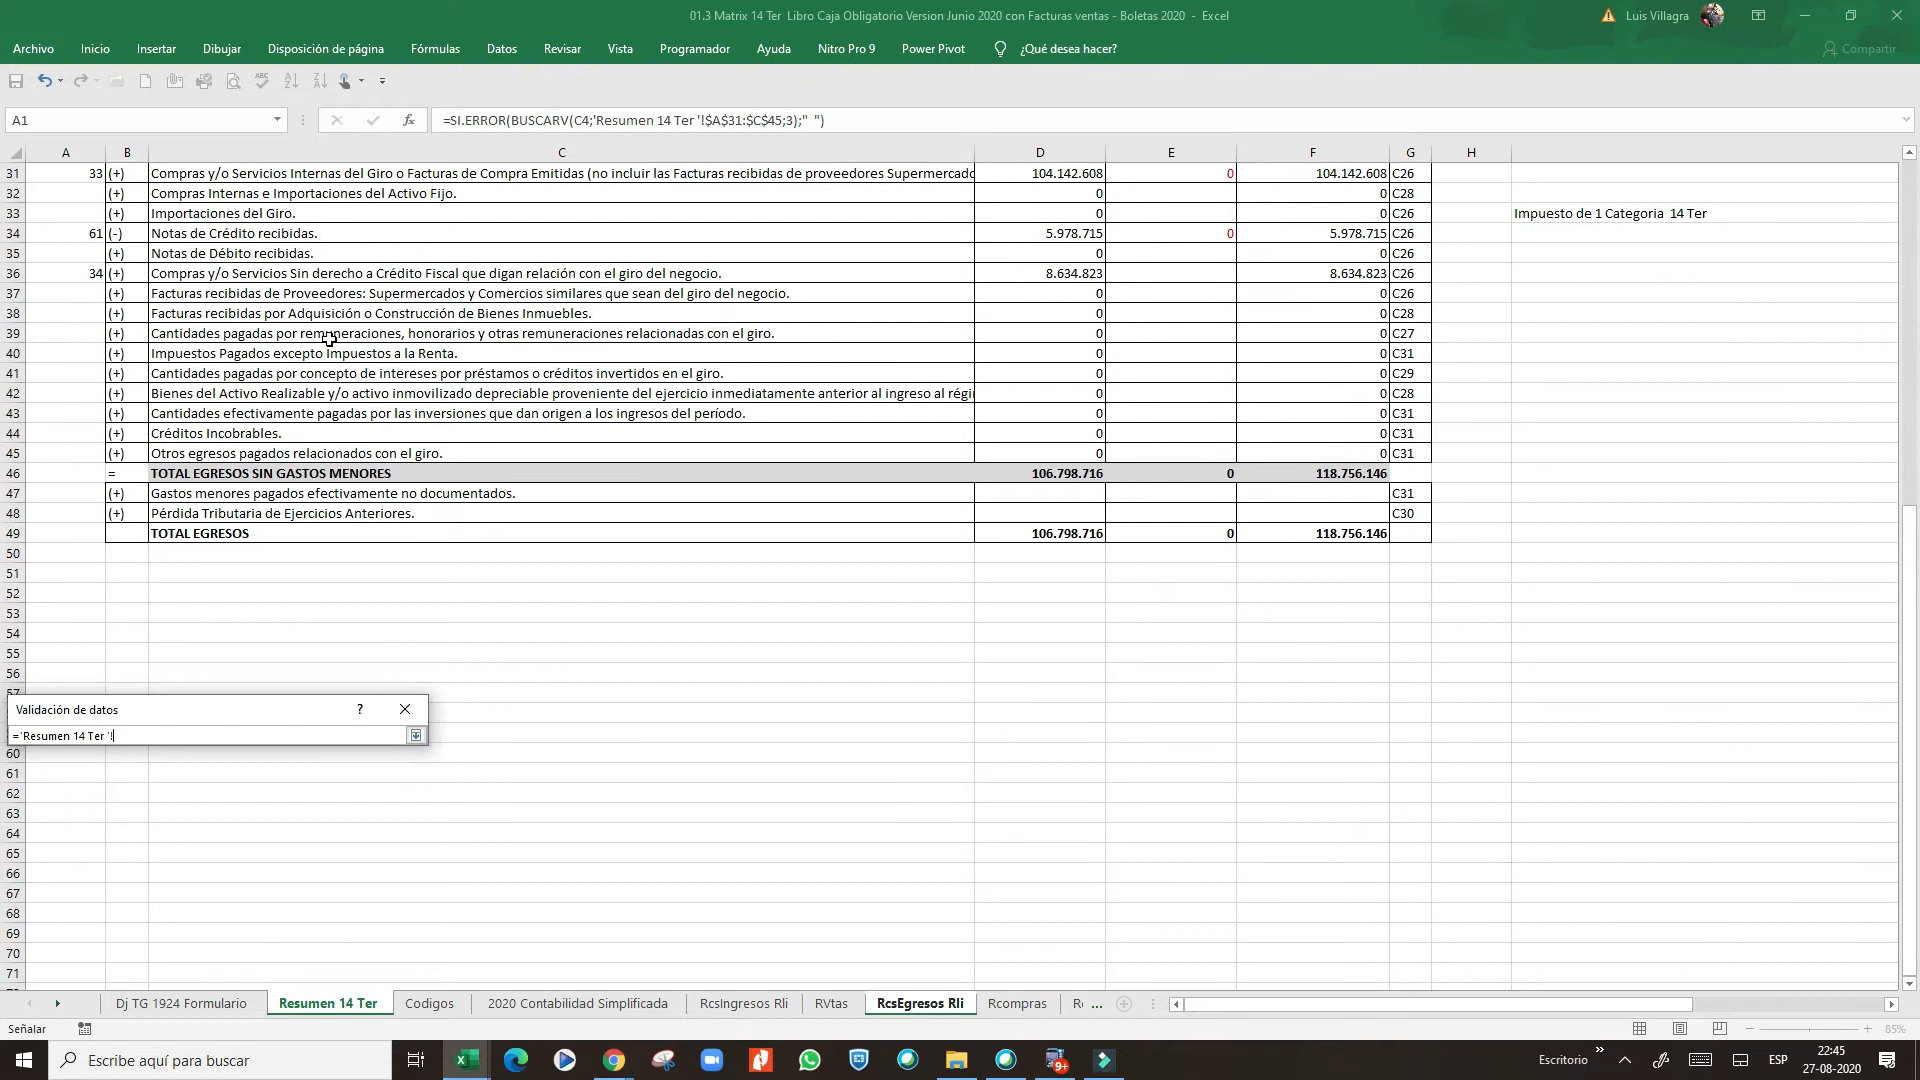 01.3 Matrix 14 Ter  Libro Caja Obligatorio Version Junio 2020 con Facturas ventas - Boletas 2020  -  Excel
Luis Villagra
Archivo Inicio Insertar Dibujar Disposición de página Fórmulas Datos Revisar Vista Programador Ayuda Nitro Pro 9 Power Pivot ¿Qué desea hacer? Compartir
A1 fx =SI.ERROR(BUSCARV(C4;'Resumen 14 Ter '!$A$31:$C$45;3);"  ")
A B C D E F G H
31 33 (+) Compras y/o Servicios Internas del Giro o Facturas de Compra Emitidas (no incluir las Facturas recibidas de proveedores Supermercado 104.142.608 0 104.142.608 C26
32 (+) Compras Internas e Importaciones del Activo Fijo. 0 0 C28
33 (+) Importaciones del Giro. 0 0 C26 Impuesto de 1 Categoria  14 Ter
34 61 (-) Notas de Crédito recibidas. 5.978.715 0 5.978.715 C26
35 (+) Notas de Débito recibidas. 0 0 C26
36 34 (+) Compras y/o Servicios Sin derecho a Crédito Fiscal que digan relación con el giro del negocio. 8.634.823 8.634.823 C26
37 (+) Facturas recibidas de Proveedores: Supermercados y Comercios similares que sean del giro del negocio. 0 0 C26
38 (+) Facturas recibidas por Adquisición o Construcción de Bienes Inmuebles. 0 0 C28
39 (+) Cantidades pagadas por remuneraciones, honorarios y otras remuneraciones relacionadas con el giro. 0 0 C27
40 (+) Impuestos Pagados excepto Impuestos a la Renta. 0 0 C31
41 (+) Cantidades pagadas por concepto de intereses por préstamos o créditos invertidos en el giro. 0 0 C29
42 (+) Bienes del Activo Realizable y/o activo inmovilizado depreciable proveniente del ejercicio inmediatamente anterior al ingreso al régi 0 0 C28
43 (+) Cantidades efectivamente pagadas por las inversiones que dan origen a los ingresos del período. 0 0 C31
44 (+) Créditos Incobrables. 0 0 C31
45 (+) Otros egresos pagados relacionados con el giro. 0 0 C31
46 = TOTAL EGRESOS SIN GASTOS MENORES 106.798.716 0 118.756.146
47 (+) Gastos menores pagados efectivamente no documentados. C31
48 (+) Pérdida Tributaria de Ejercicios Anteriores. C30
49 TOTAL EGRESOS 106.798.716 0 118.756.146
50
51
52
53
54
55
56
57
Validación de datos ? 
='Resumen 14 Ter '!
60
61
62
63
64
65
66
67
68
69
70
71
Dj TG 1924 Formulario Resumen 14 Ter Codigos 2020 Contabilidad Simplificada RcsIngresos Rli RVtas RcsEgresos Rli Rcompras ...
Señalar 85%
Escribe aquí para buscar 9+ Escritorio » ESP 22:45
27-08-2020